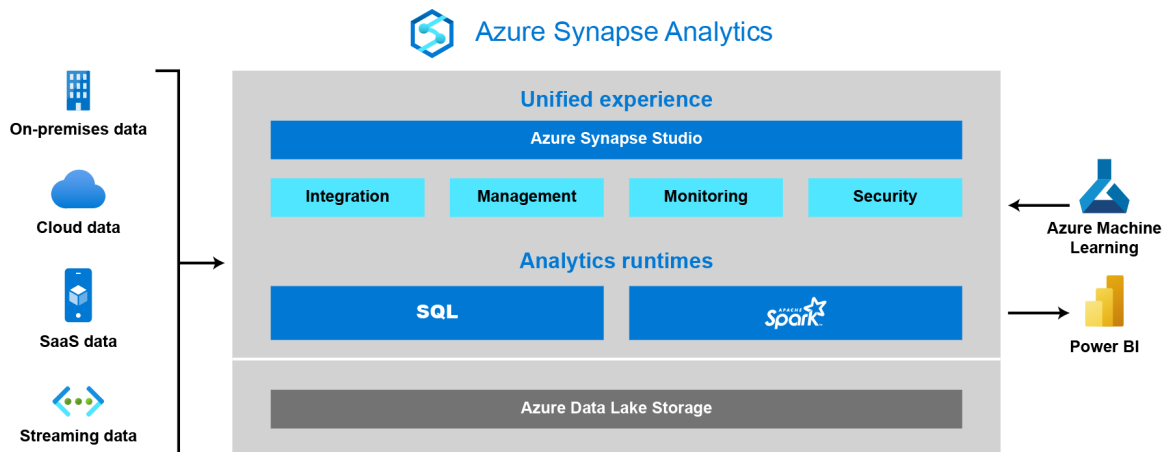 Azure Synapse Analytics
On-premises data
Cloud data
SaaS data
Streaming data
Unified experience
Azure Synapse Studio
Integration
Management
Monitoring
Security
Analytics runtimes
SQL
APACHE
Spark™
Azure Data Lake Storage
Azure Machine
Learning
Power BI